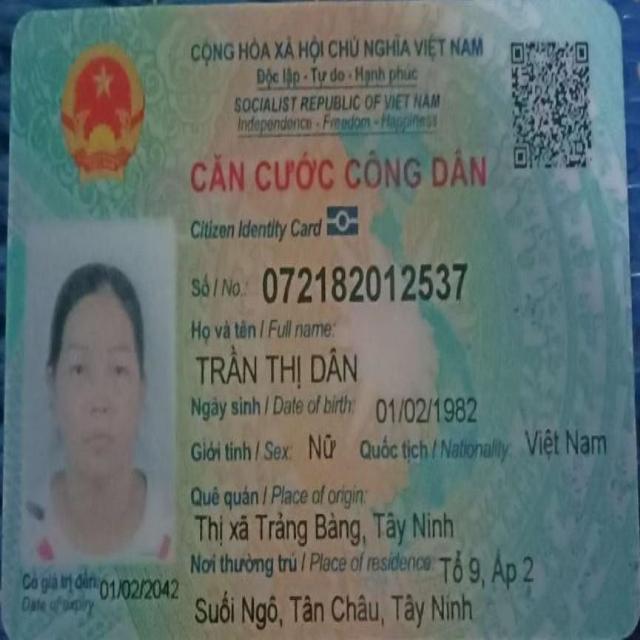 CỘNG HÒA XÃ HỘI CHỦ NGHĨA VIỆT NAM
Độc lập - Tự do - Hạnh phúc
SOCIALIST REPUBLIC OF VIET NAM
Independence - Freedom - Happiness
CĂN CƯỚC CÔNG DÂN
Citizen Identity Card
Số / No.: 072182012537
Họ và tên / Full name:
TRẦN THỊ DÂN
Ngày sinh / Date of birth: 01/02/1982
Giới tính / Sex: Nữ Quốc tịch / Nationality: Việt Nam
Quê quán / Place of origin:
Thị xã Trảng Bàng, Tây Ninh
Nơi thường trú / Place of residence: Tổ 9, Ấp 2
Suối Ngô, Tân Châu, Tây Ninh
Có giá trị đến: 01/02/2042
Date of expiry